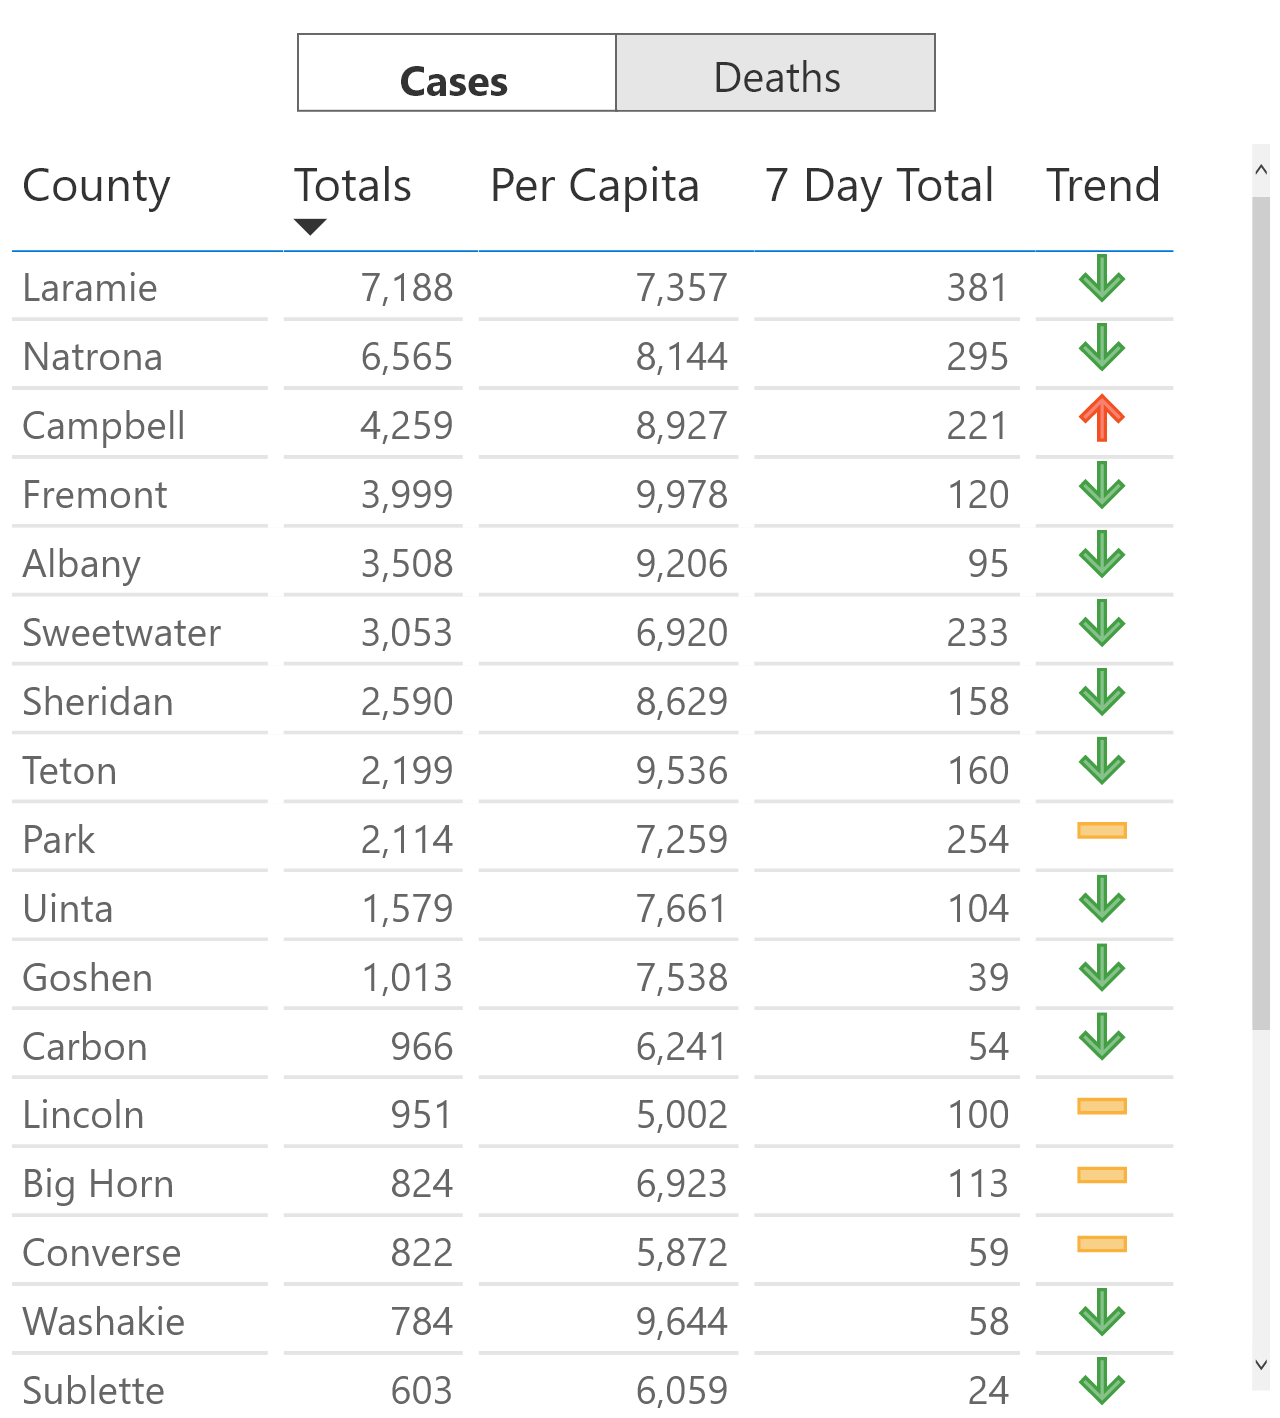 Cases Deaths
County Totals Per Capita 7 Day Total Trend
Laramie 7,188 7,357 381
Natrona 6,565 8,144 295
Campbell 4,259 8,927 221
Fremont 3,999 9,978 120
Albany 3,508 9,206 95
Sweetwater 3,053 6,920 233
Sheridan 2,590 8,629 158
Teton 2,199 9,536 160
Park 2,114 7,259 254
Uinta 1,579 7,661 104
Goshen 1,013 7,538 39
Carbon 966 6,241 54
Lincoln 951 5,002 100
Big Horn 824 6,923 113
Converse 822 5,872 59
Washakie 784 9,644 58
Sublette 603 6,059 24